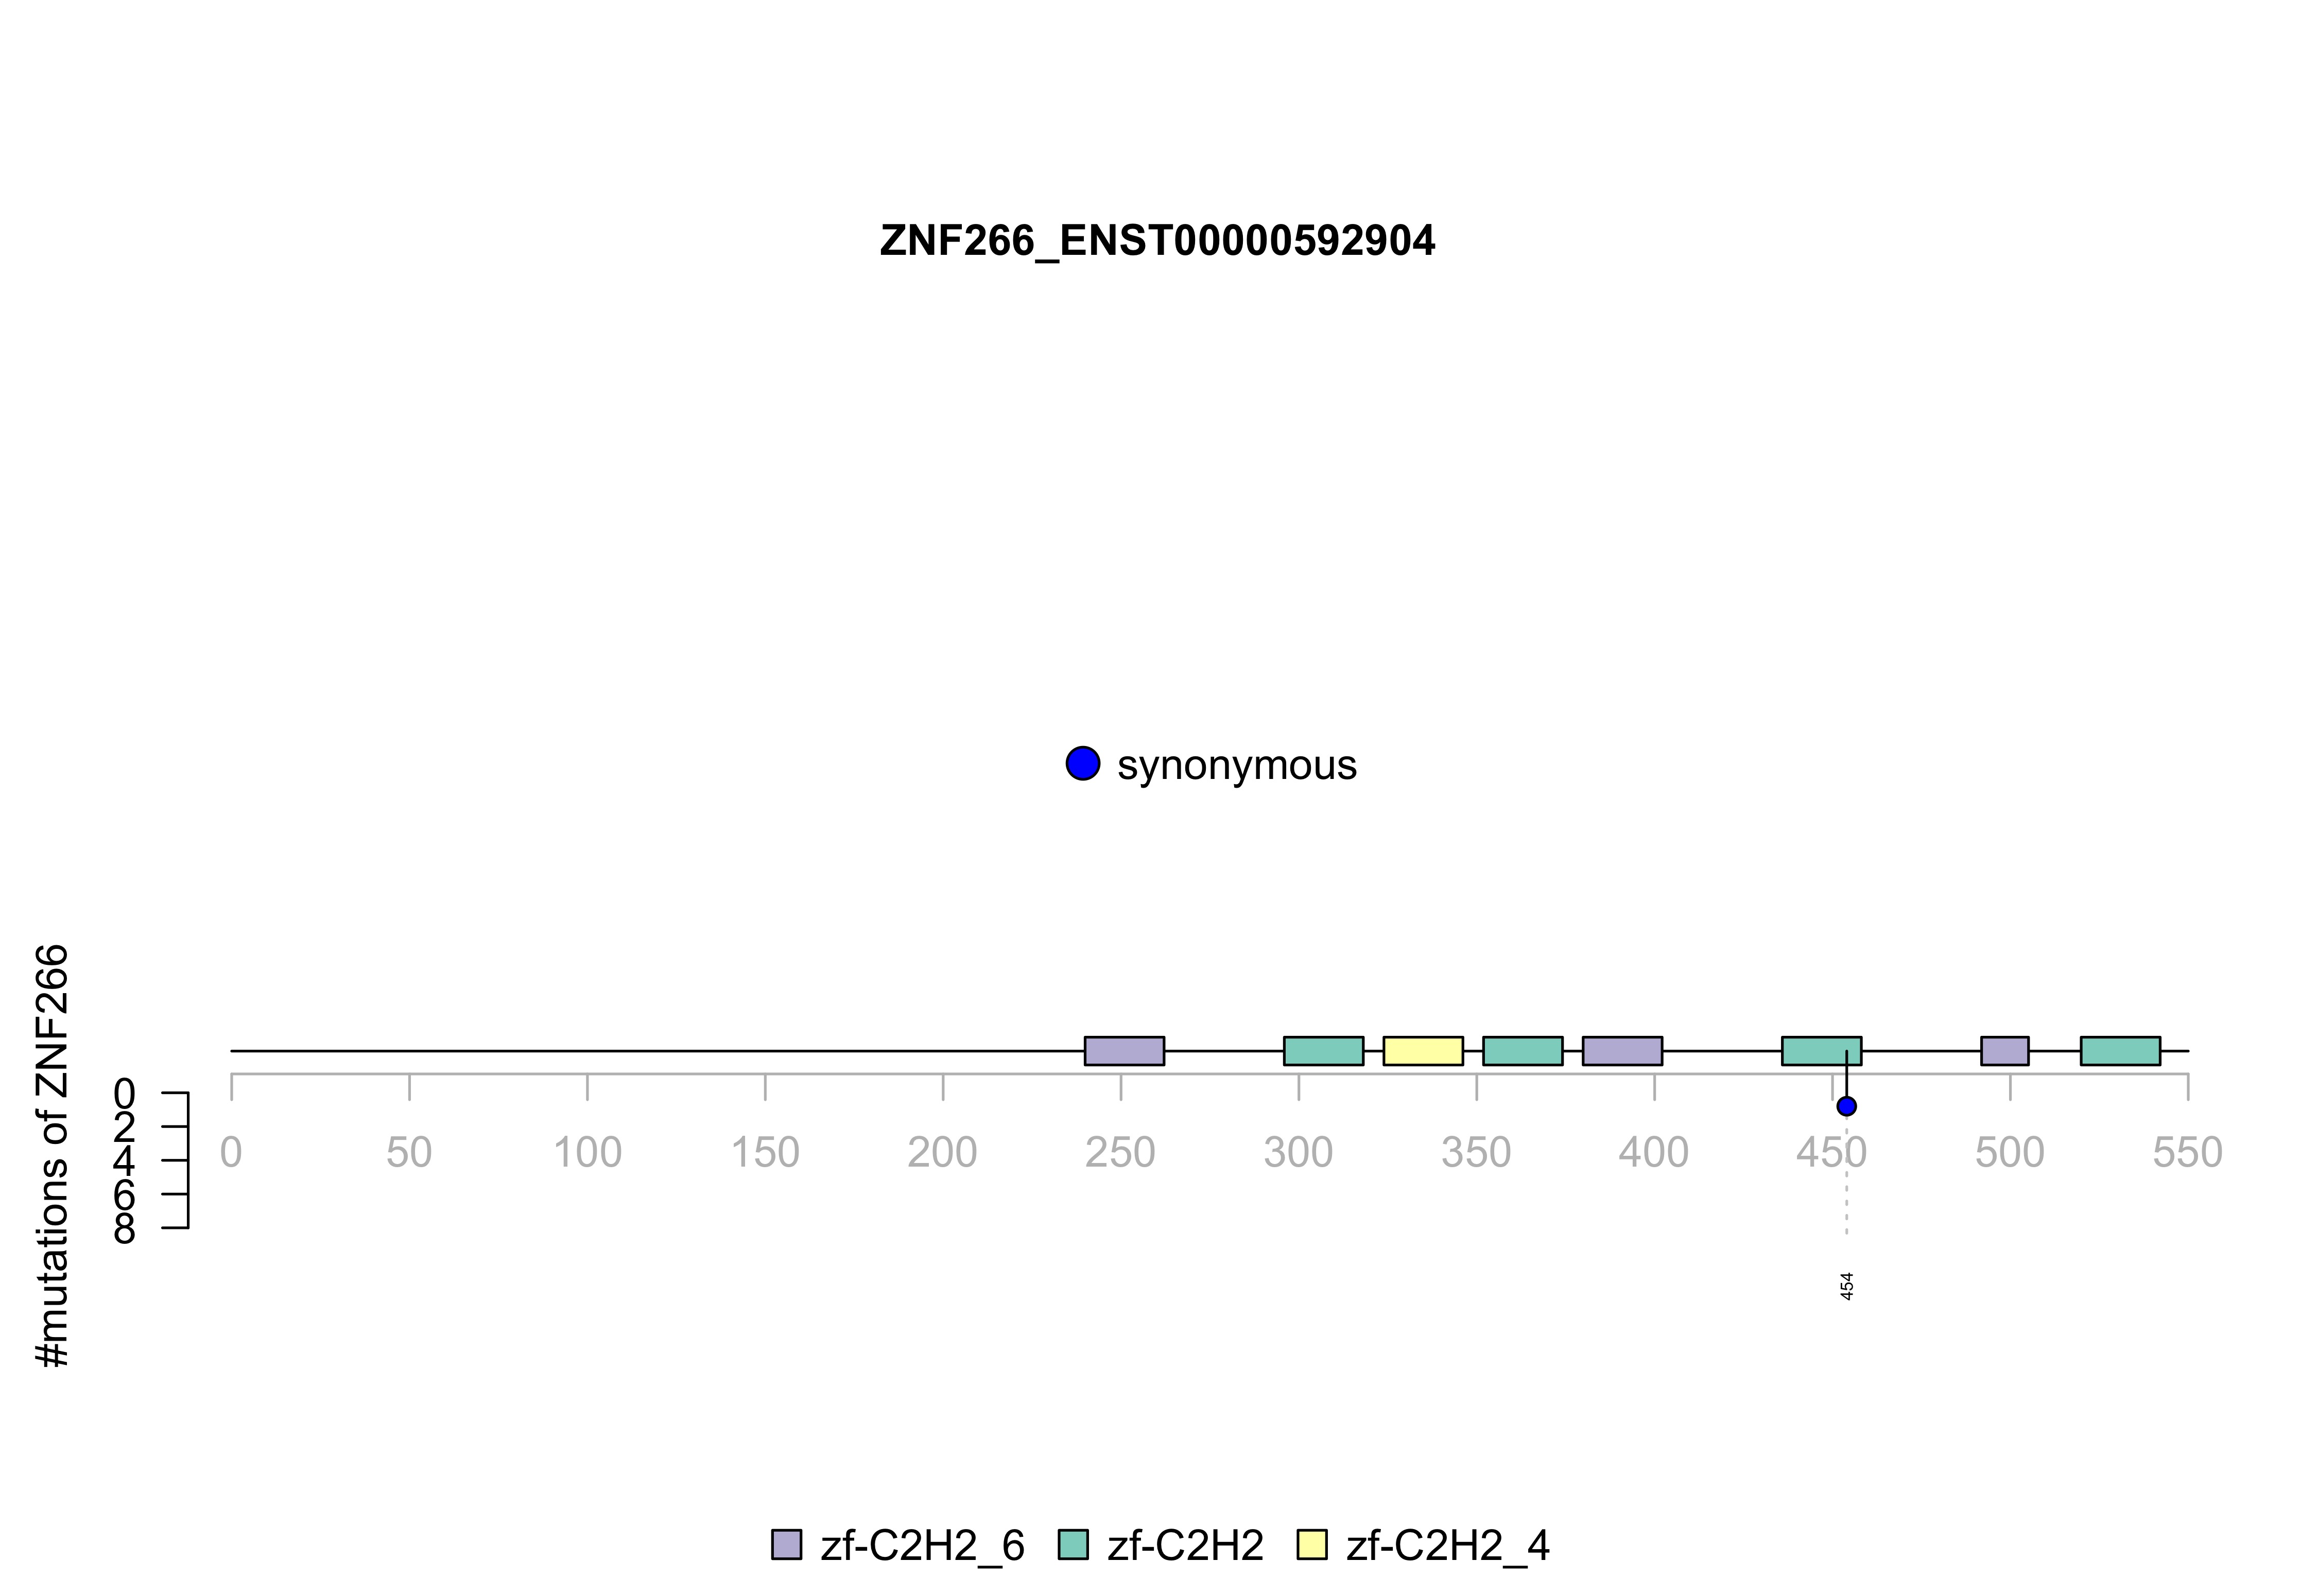 ZNF266_ENST00000592904
synonymous
#mutations of ZNF266
0
2
4
6
8
0 50 100 150 200 250 300 350 400 450 500 550
454
zf-C2H2_6 zf-C2H2 zf-C2H2_4